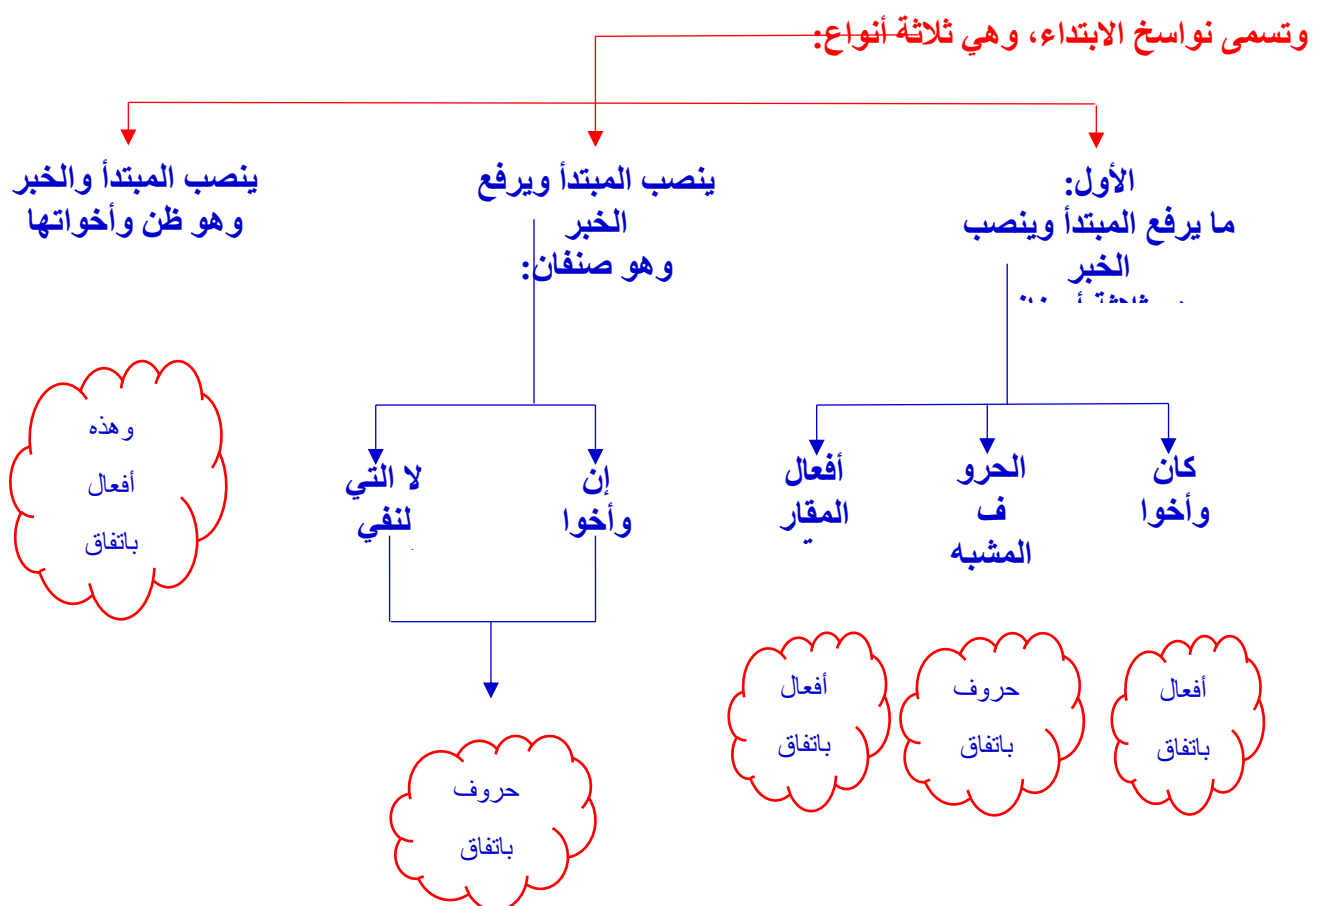 وتسمى نواسخ الابتداء، وهي ثلاثة أنواع:
الأول:
ما يرفع المبتدأ وينصب
الخبر
ينصب المبتدأ ويرفع
الخبر
وهو صنفان:
ينصب المبتدأ والخبر
وهو ظن وأخواتها
كان
وأخوا
الحرو
ف
المشبه
أفعال
المقار
إن
وأخوا
لا التي
لنفي
وهذه
أفعال
باتفاق
أفعال
باتفاق
حروف
باتفاق
أفعال
باتفاق
حروف
باتفاق